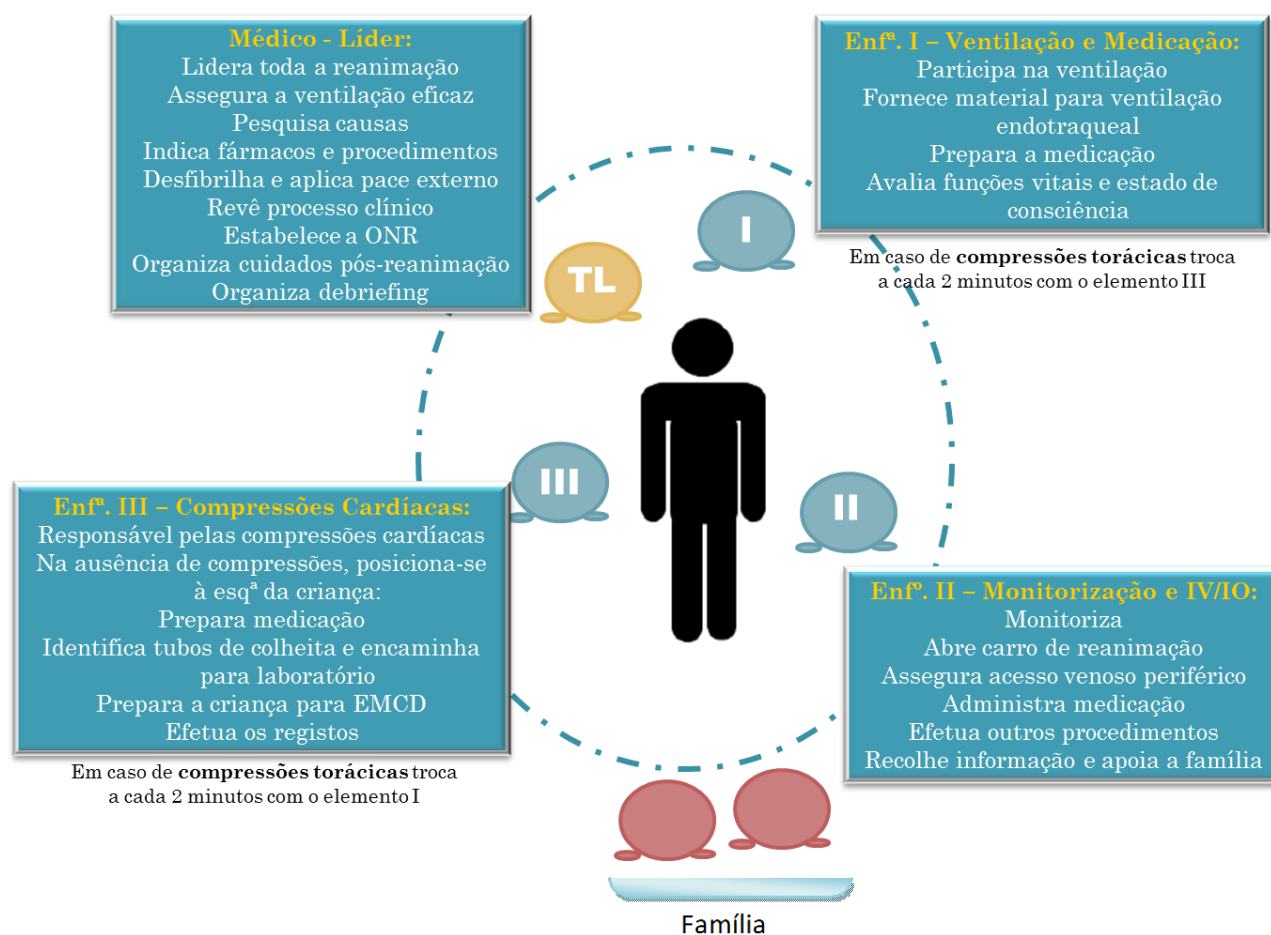 Médico - Líder:
Lidera toda a reanimação
Assegura a ventilação eficaz
Pesquisa causas
Indica fármacos e procedimentos
Desfibrilha e aplica pace externo
Revê processo clínico
Estabelece a ONR
Organiza cuidados pós-reanimação
Organiza debriefing
Enfª. I – Ventilação e Medicação:
Participa na ventilação
Fornece material para ventilação
endotraqueal
Prepara a medicação
Avalia funções vitais e estado de
consciência
Em caso de compressões torácicas troca
a cada 2 minutos com o elemento III
I
TL
III
II
Enfª. III – Compressões Cardíacas:
Responsável pelas compressões cardíacas
Na ausência de compressões, posiciona-se
à esqª da criança:
Prepara medicação
Identifica tubos de colheita e encaminha
para laboratório
Prepara a criança para EMCD
Efetua os registos
Em caso de compressões torácicas troca
a cada 2 minutos com o elemento I
Enfº. II – Monitorização e IV/IO:
Monitoriza
Abre carro de reanimação
Assegura acesso venoso periférico
Administra medicação
Efetua outros procedimentos
Recolhe informação e apoia a família
Família